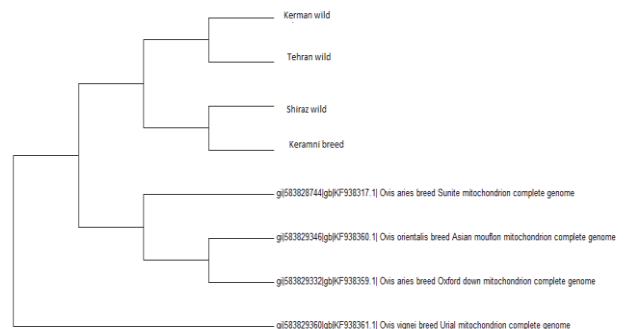 Kerman wild
Tehran wild
Shiraz wild
Keramni breed
gi|583828744|gb|KF938317.1| Ovis aries breed Sunite mitochondrion complete genome
gi|583829346|gb|KF938360.1| Ovis orientalis breed Asian mouflon mitochondrion complete genome
gi|583829332|gb|KF938359.1| Ovis aries breed Oxford down mitochondrion complete genome
gi|583829360|gb|KF938361.1| Ovis vignei breed Urial mitochondrion complete genome